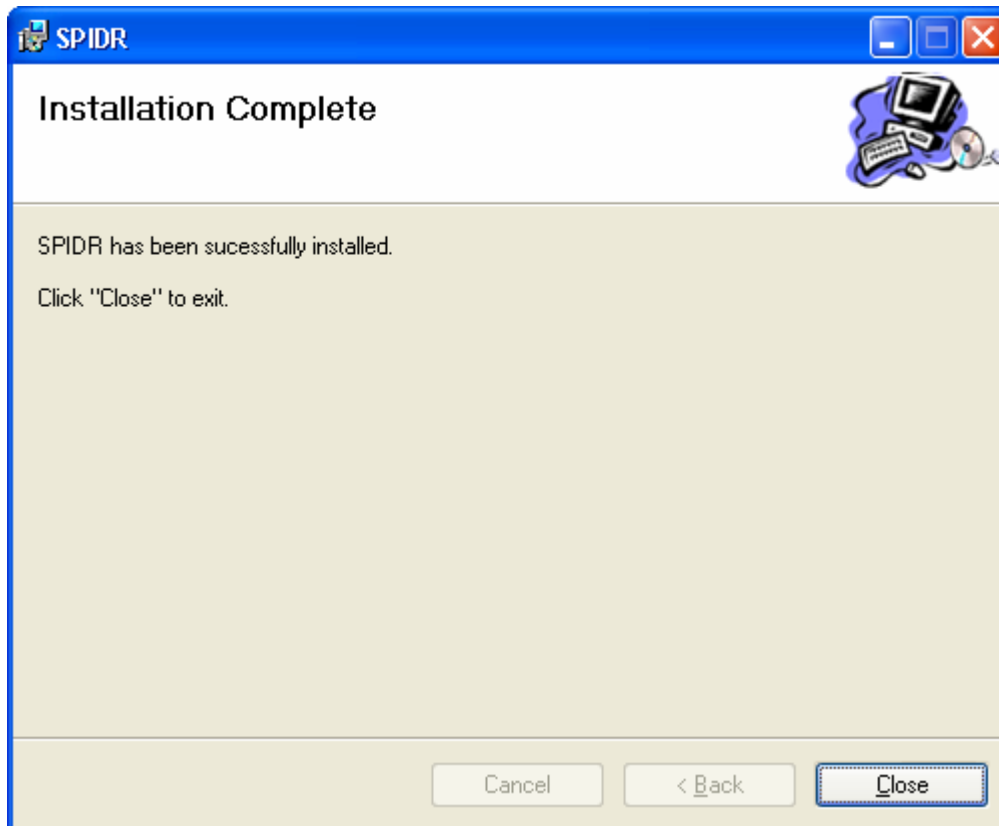 SPIDR
Installation Complete
SPIDR has been sucessfully installed.
Click "Close" to exit.
Cancel
< Back
Close